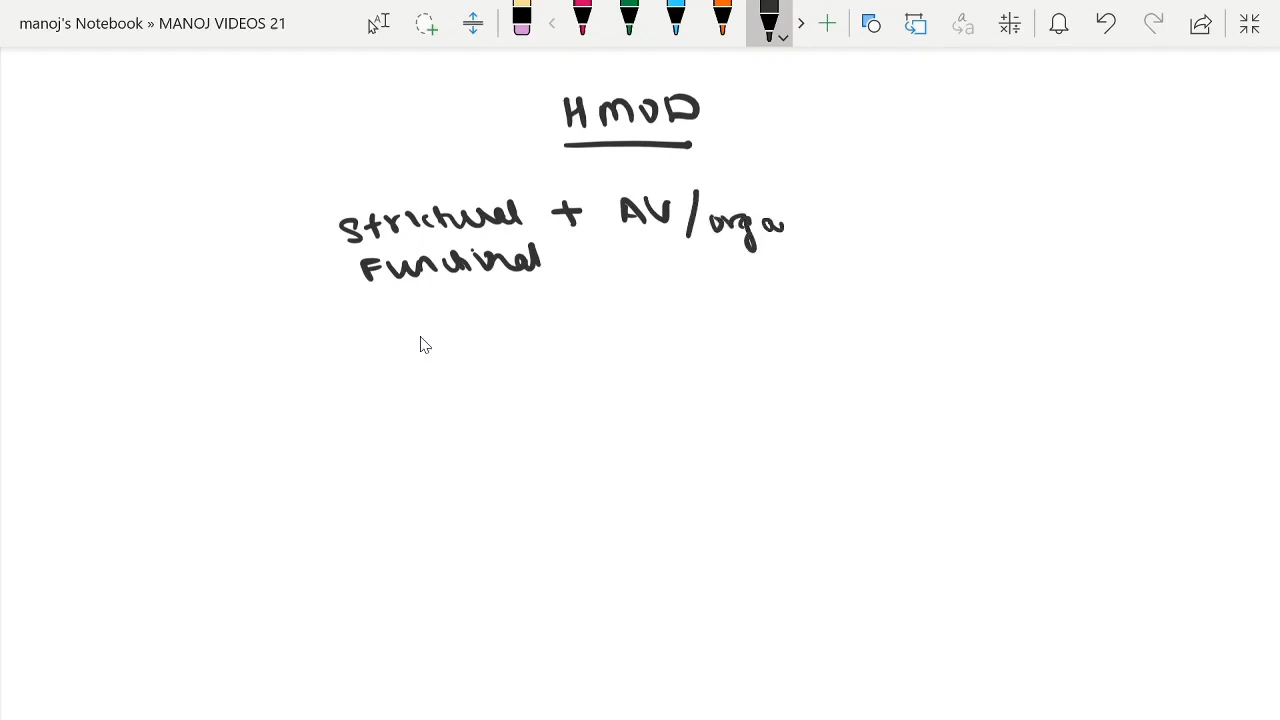 manoj's Notebook » MANOJ VIDEOS 21
HMOD
Structural + AV/orga
Functional